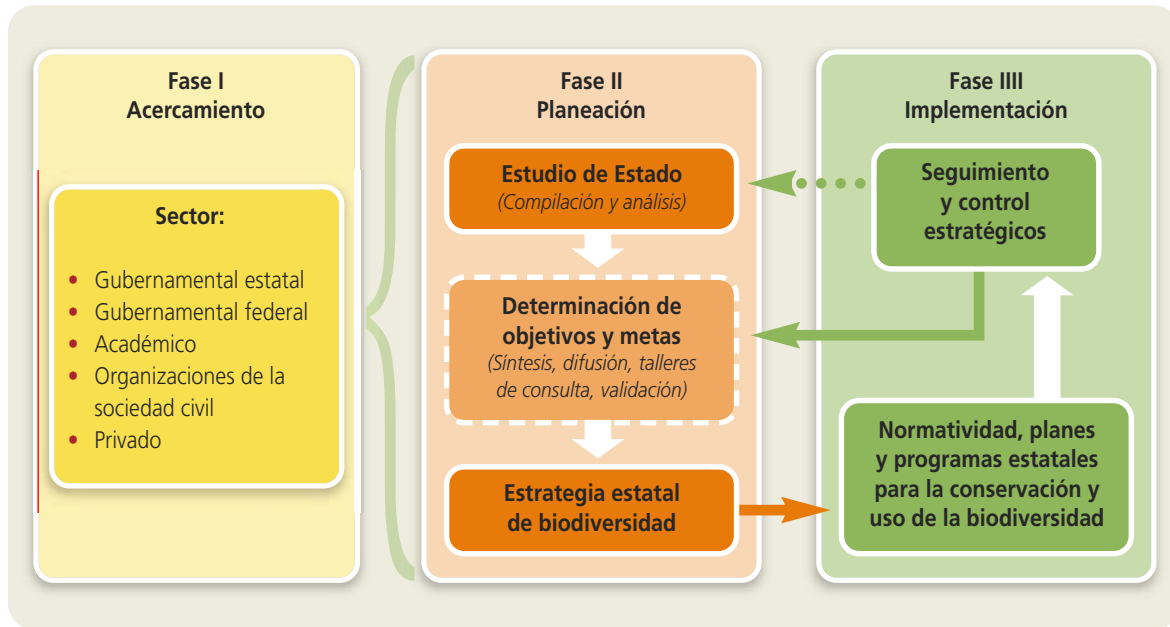 Fase I
Acercamiento
Sector:
• Gubernamental estatal
• Gubernamental federal
• Académico
• Organizaciones de la
sociedad civil
• Privado
Fase II
Planeación
Estudio de Estado
(Compilación y análisis)
Determinación de
objetivos y metas
(Síntesis, difusión, talleres
de consulta, validación)
Estrategia estatal
de biodiversidad
Fase IIII
Implementación
Seguimiento
y control
estratégicos
Normatividad, planes
y programas estatales
para la conservación y
uso de la biodiversidad